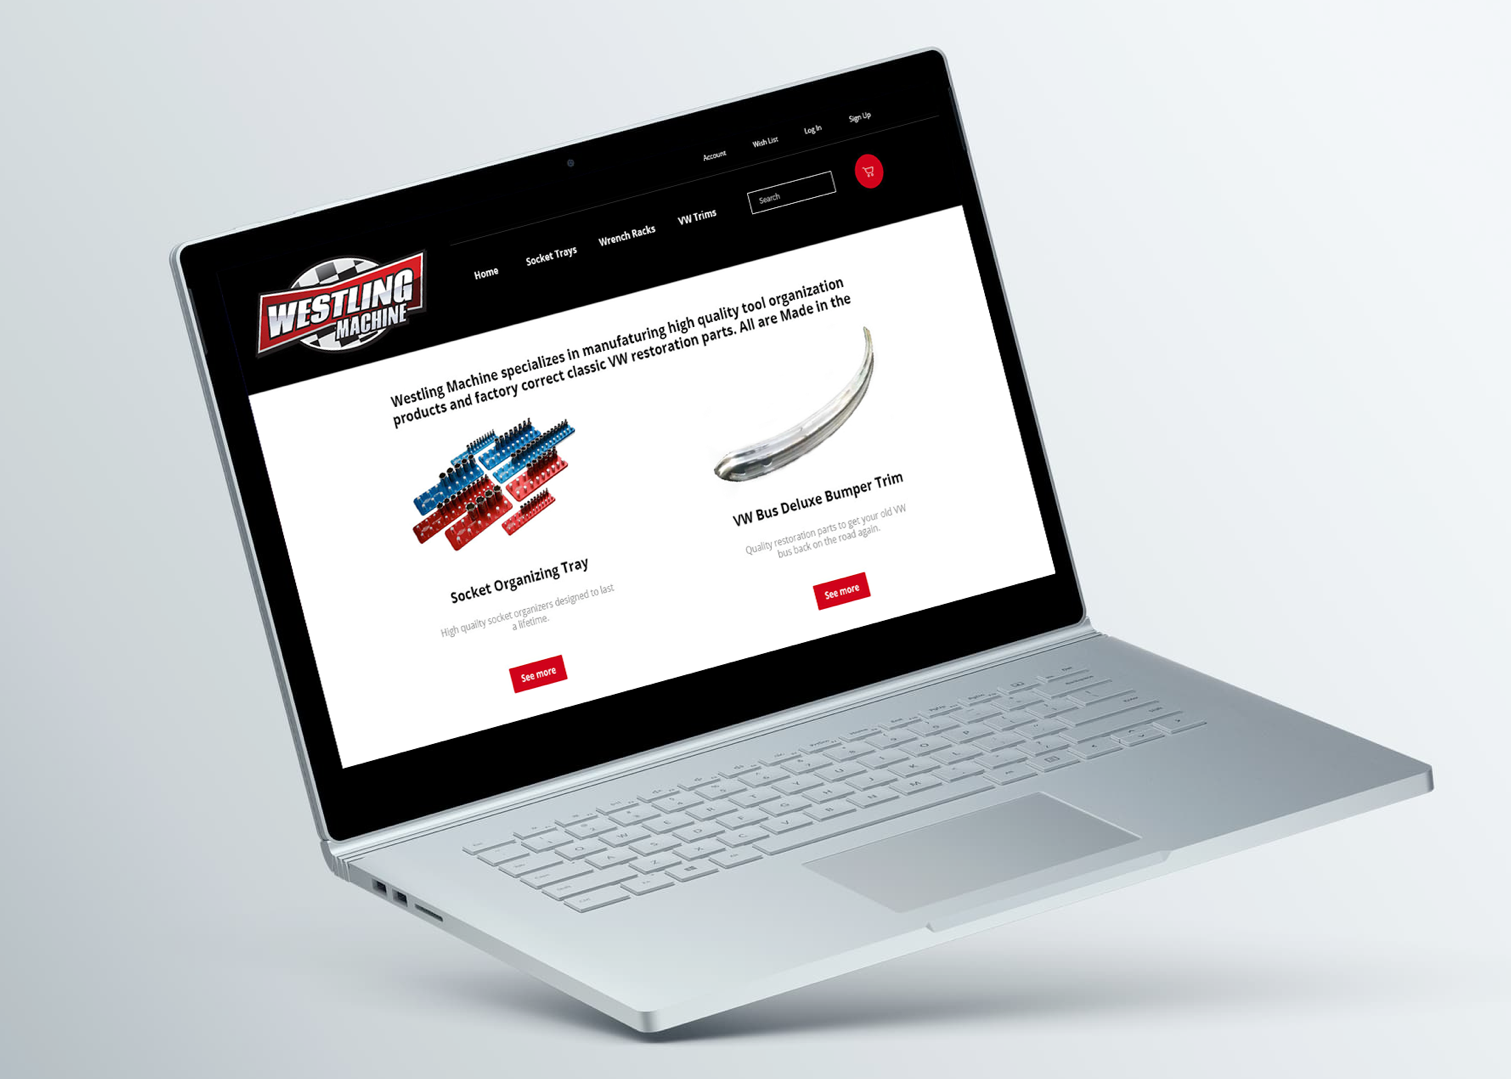 Account
Wish List
Log In
Sign Up
Home
Socket Trays
Wrench Racks
VW Trims
Search
WESTLING
MACHINE
Westling Machine specializes in manufaturing high quality tool organization
products and factory correct classic VW restoration parts. All are Made in the
Socket Organizing Tray
High quality socket organizers designed to last
a lifetime.
See more
VW Bus Deluxe Bumper Trim
Quality restoration parts to get your old VW
bus back on the road again.
See more